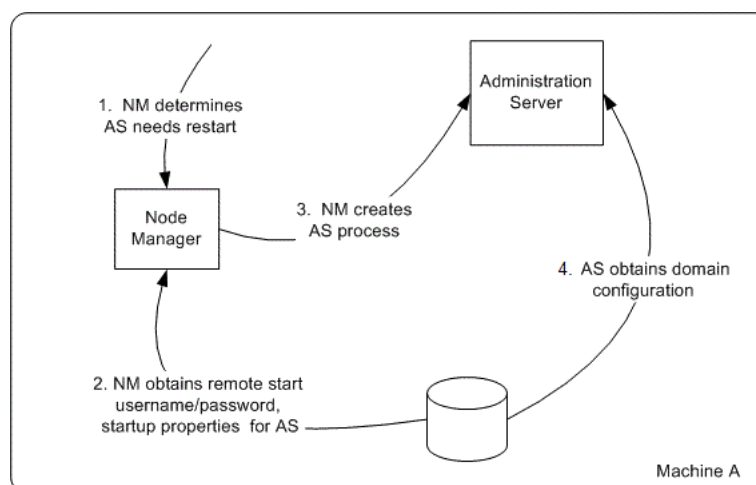 1. NM determines
AS needs restart
Administration
Server
Node
Manager
3. NM creates
AS process
4. AS obtains domain
configuration
2. NM obtains remote start
username/password,
startup properties for AS
Machine A